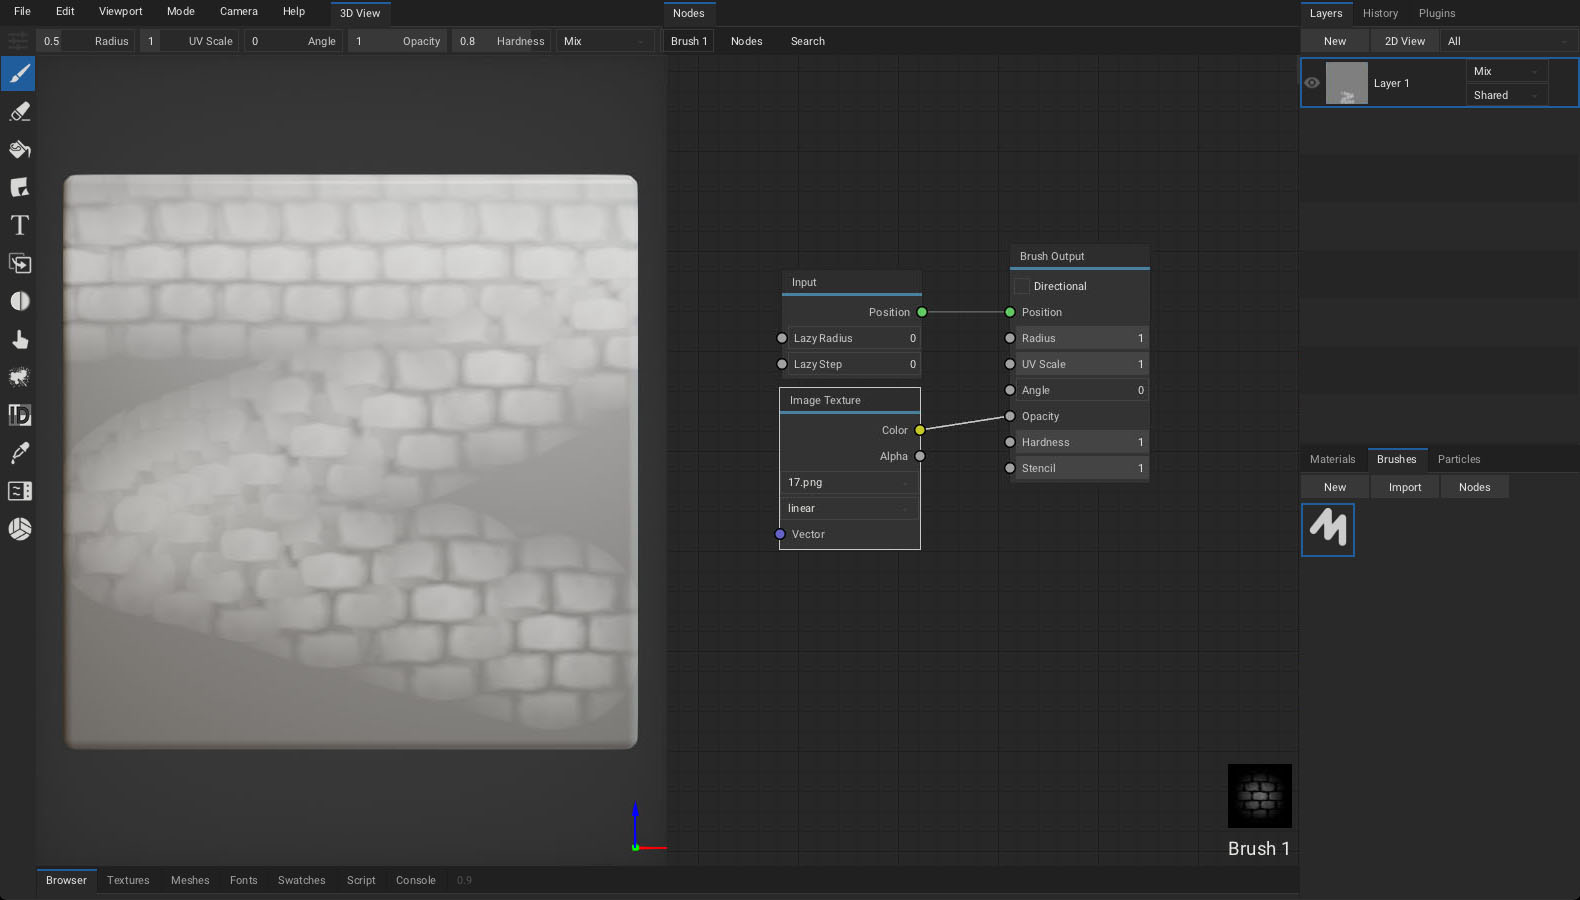 File Edit Viewport Mode Camera Help 3D View Nodes Layers History Plugins
0.5 Radius 1 UV Scale 0 Angle 1 Opacity 0.8 Hardness Mix Brush 1 Nodes Search New 2D View All
Layer 1 Mix
Shared
T
ID
Input
Position
Lazy Radius 0
Lazy Step 0
Image Texture
Color
Alpha
17.png
linear
Vector
Brush Output
Directional
Position
Radius 1
UV Scale 1
Angle 0
Opacity
Hardness 1
Stencil 1
Materials Brushes Particles
New Import Nodes
Brush 1
Browser Textures Meshes Fonts Swatches Script Console 0.9